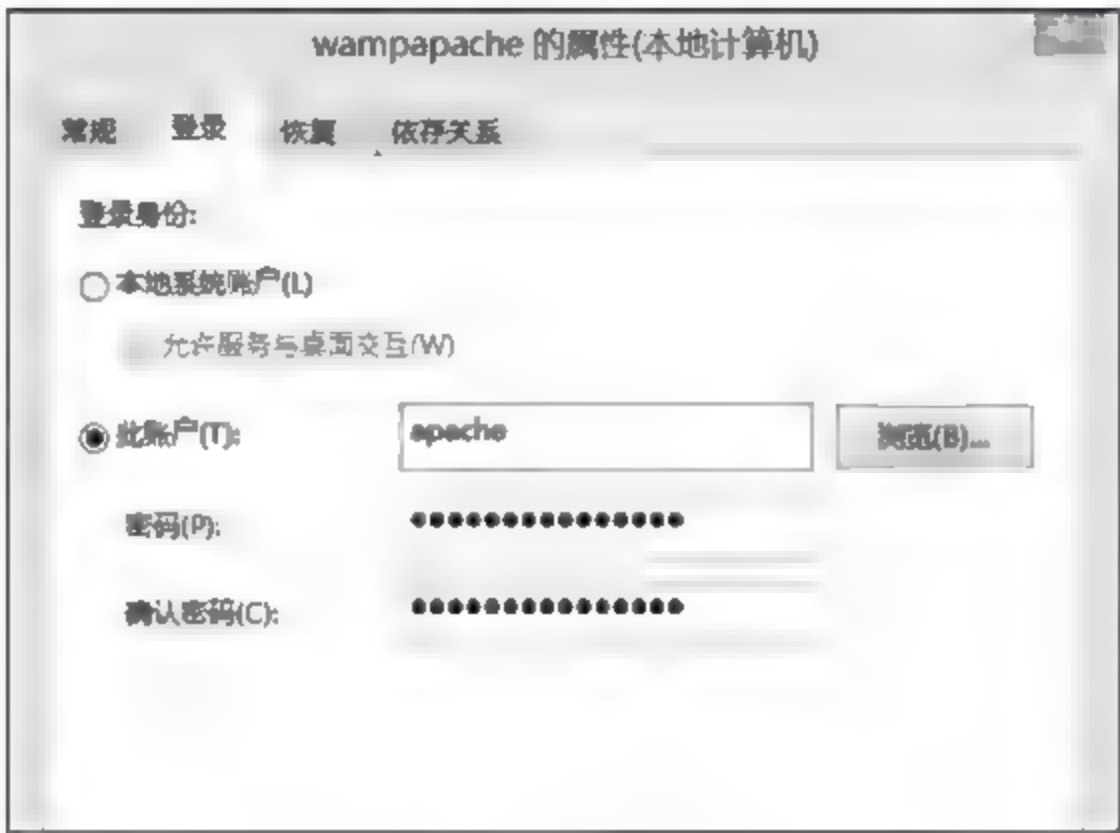 wampapache 的属性(本地计算机)
常规 登录 恢复 依存关系
登录身份:
本地系统账户(L)
允许服务与桌面交互(W)
此账户(T): apache 浏览(B)...
密码(P): ●●●●●●●●●●●●●●●
确认密码(C): ●●●●●●●●●●●●●●●